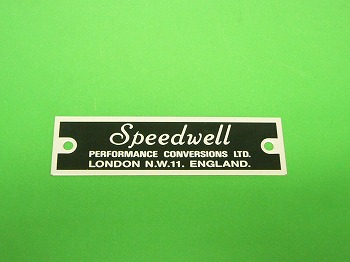 Speedwell
PERFORMANCE CONVERSIONS LTD.
LONDON N.W.11. ENGLAND.